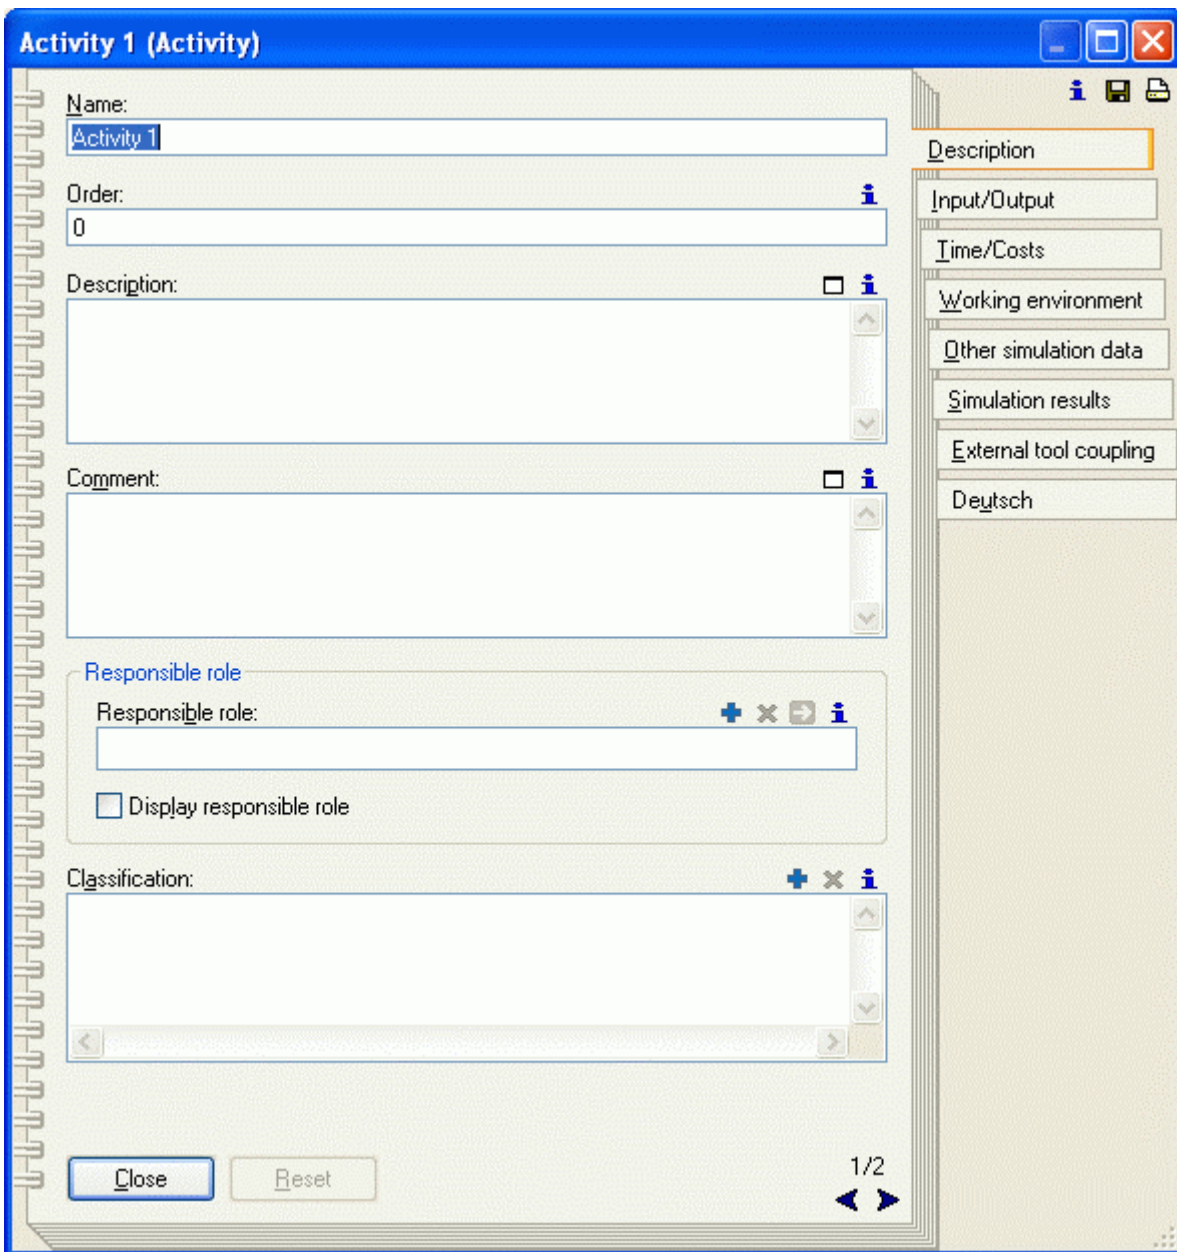 Activity 1 (Activity)
Name:
Activity 1
Order:
0
Description:
Comment:
Responsible role
Responsible role:
Display responsible role
Classification:
Close
Reset
1/2
Description
Input/Output
Time/Costs
Working environment
Other simulation data
Simulation results
External tool coupling
Deutsch